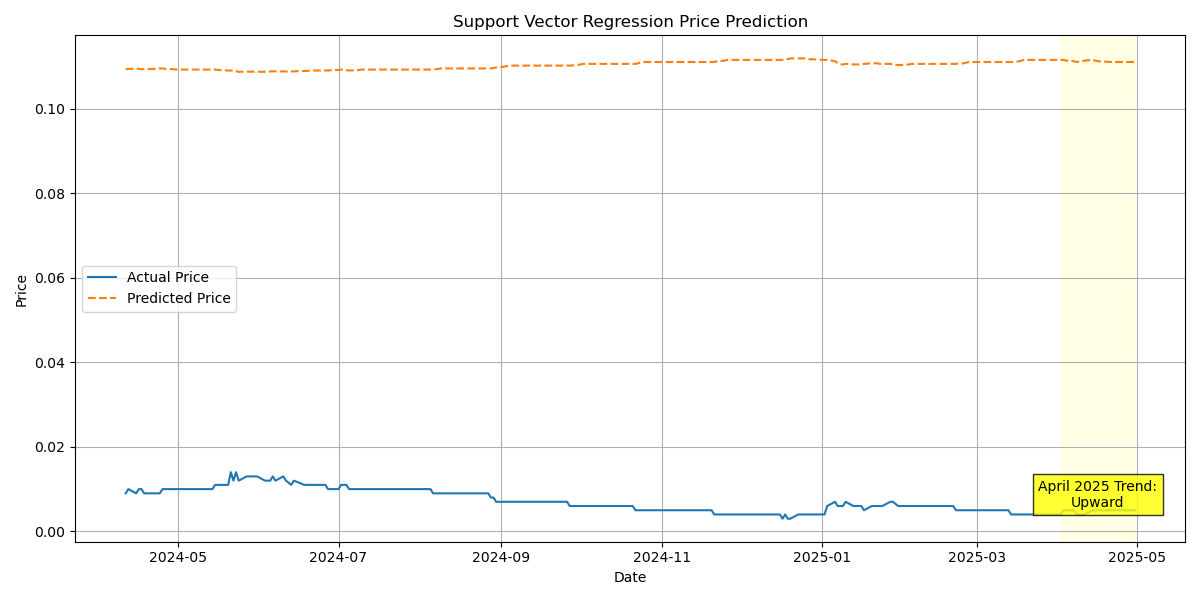 Support Vector Regression Price Prediction
Price
0.10
0.08
0.06
0.04
0.02
0.00
Actual Price
Predicted Price
April 2025 Trend:
Upward
2024-05
2024-07
2024-09
2024-11
2025-01
2025-03
2025-05
Date